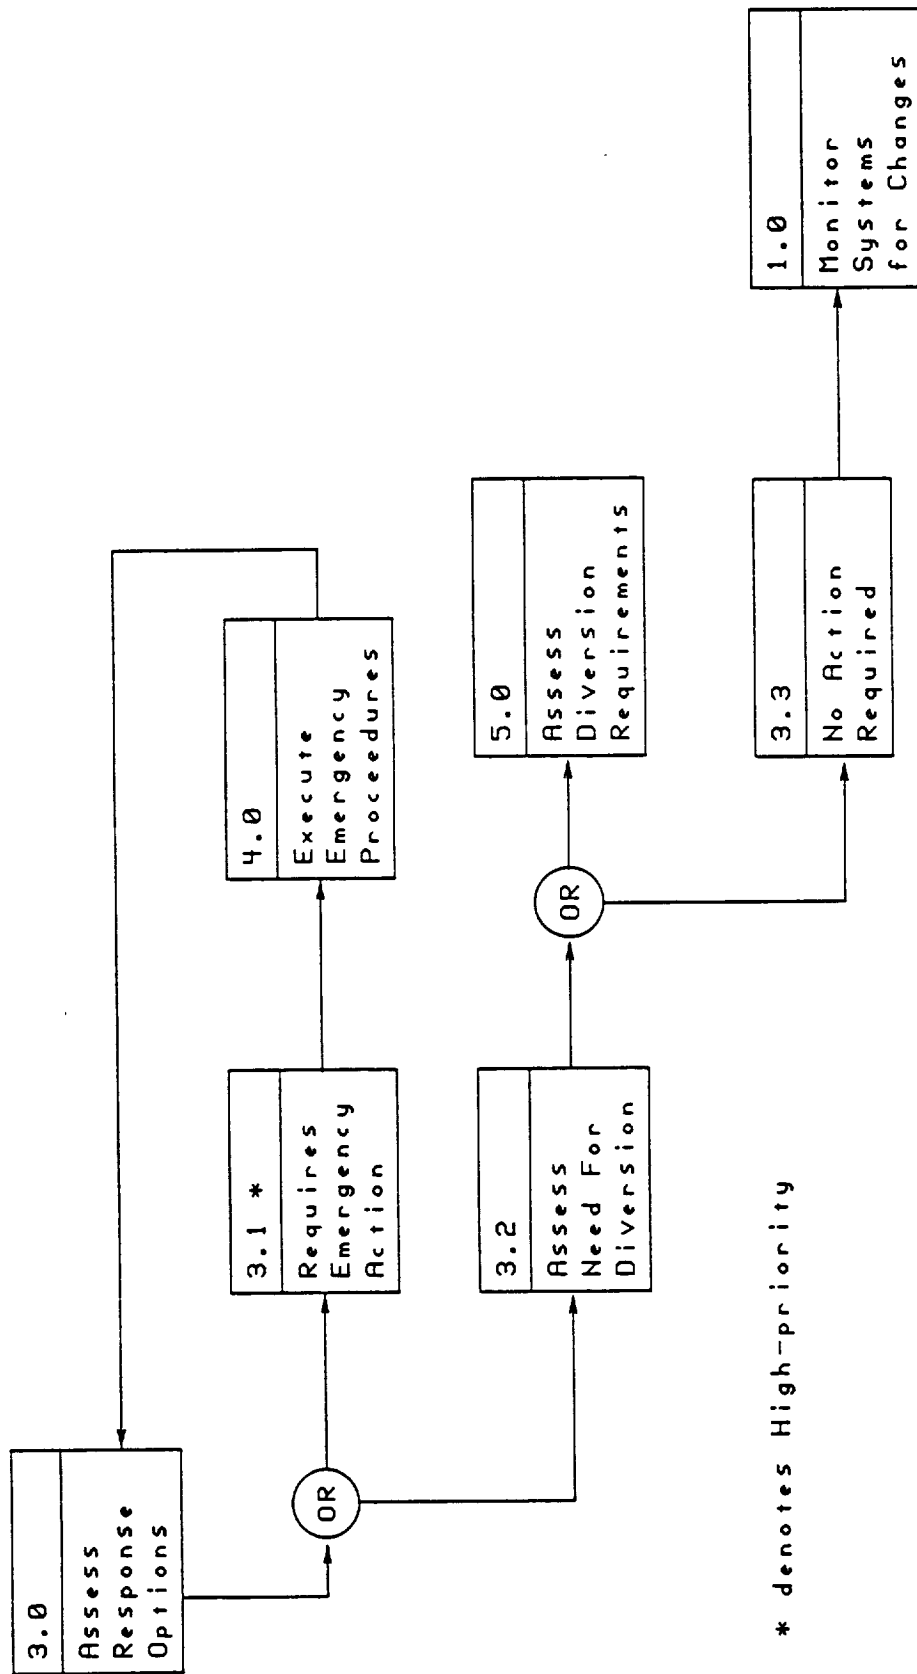 3.0
Assess
Response
Options
OR
3.1 *
Requires
Emergency
Action
4.0
Execute
Emergency
Proceedures
3.2
Assess
Need For
Diversion
OR
5.0
Assess
Diversion
Requirements
3.3
No Action
Required
1.0
Monitor
Systems
for Changes
* denotes High-priority